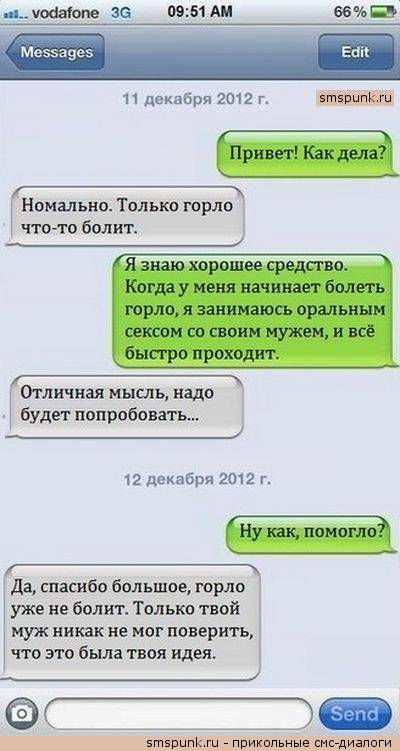 vodafone 3G 09:51 AM 66%
Messages Edit
11 декабря 2012 г.
smspunk.ru
Привет! Как дела?
Номально. Только горло
что-то болит.
Я знаю хорошее средство.
Когда у меня начинает болеть
горло, я занимаюсь оральным
сексом со своим мужем, и всё
быстро проходит.
Отличная мысль, надо
будет попробовать...
12 декабря 2012 г.
Ну как, помогло?
Да, спасибо большое, горло
уже не болит. Только твой
муж никак не мог поверить,
что это была твоя идея.
Send
smspunk.ru - прикольные смс-диалоги